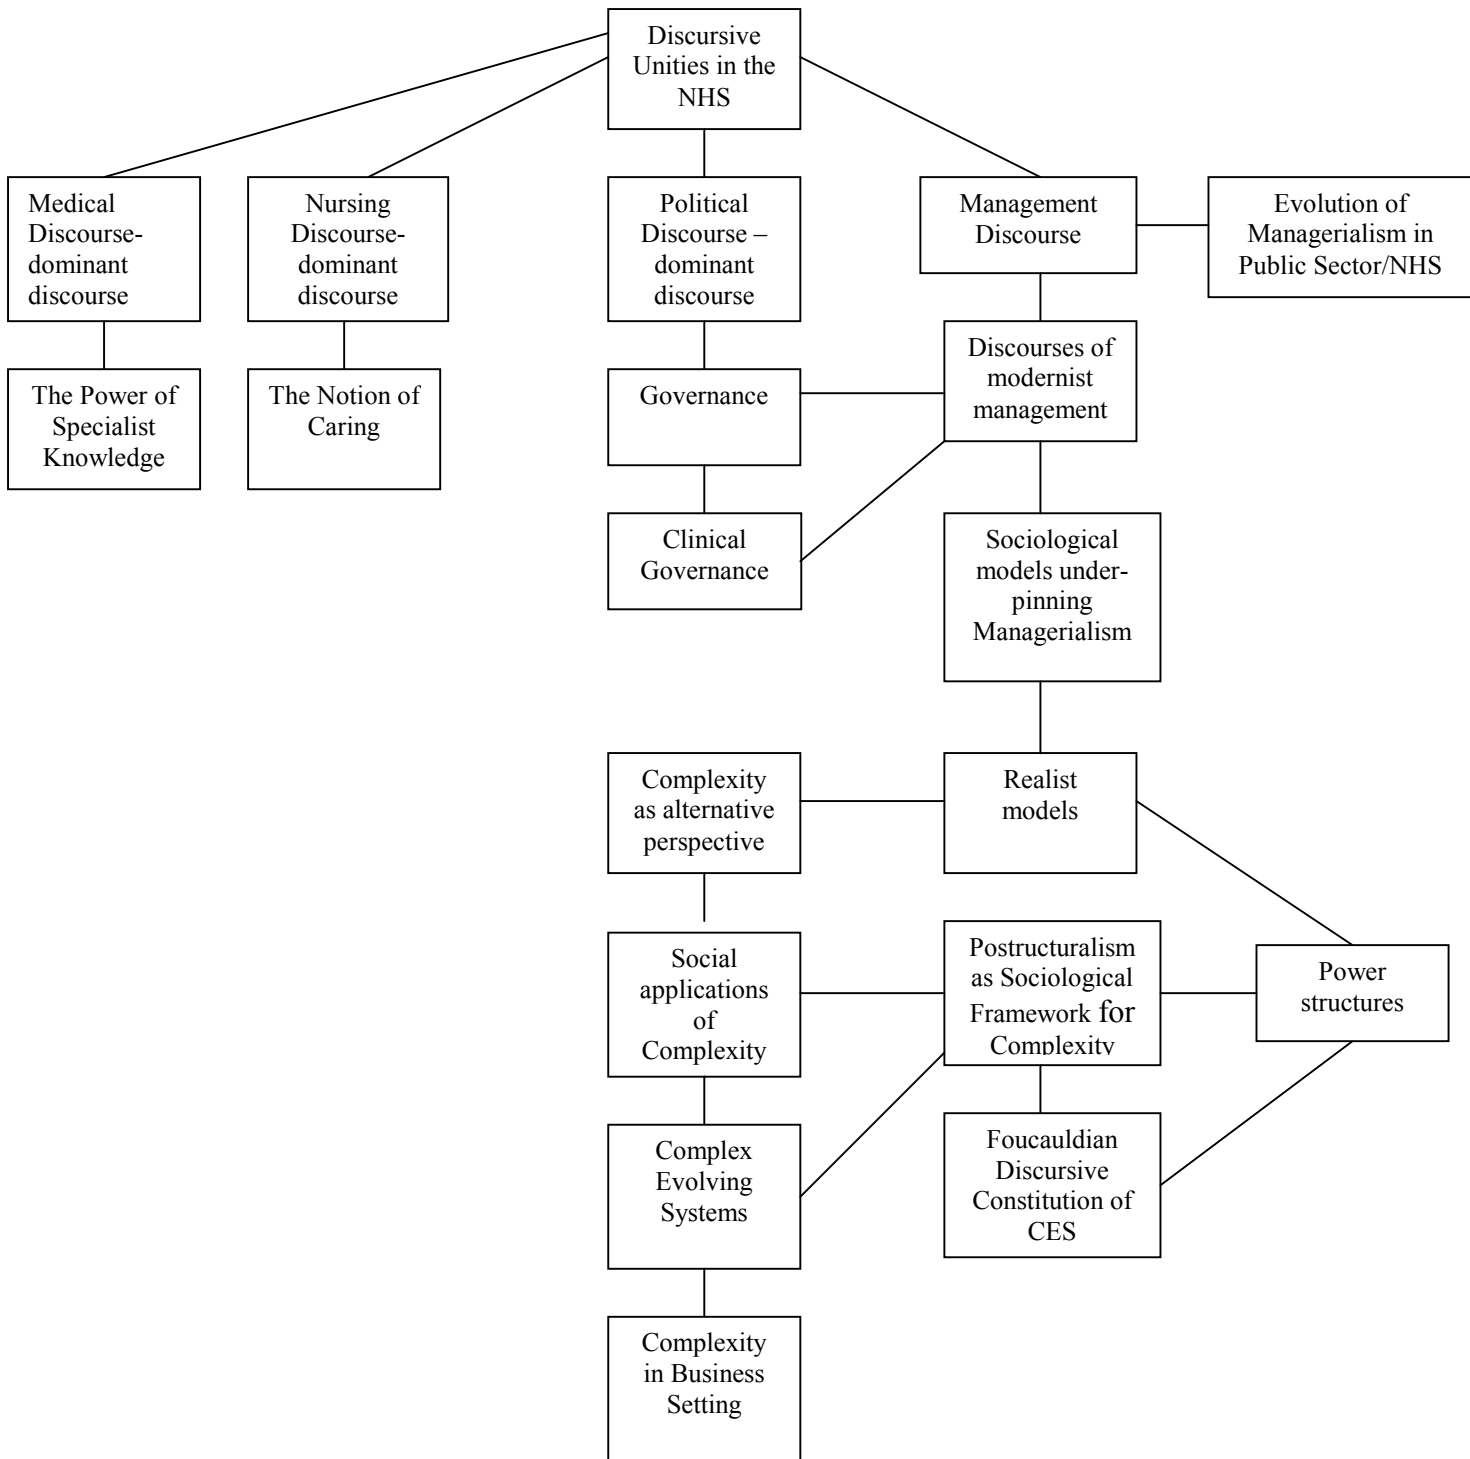 Discursive
Unities in the
NHS
Medical
Discourse-
dominant
discourse
Nursing
Discourse-
dominant
discourse
Political
Discourse –
dominant
discourse
Management
Discourse
Evolution of
Managerialism in
Public Sector/NHS
The Power of
Specialist
Knowledge
The Notion of
Caring
Governance
Discourses of
modernist
management
Clinical
Governance
Sociological
models under-
pinning
Managerialism
Complexity
as alternative
perspective
Realist
models
Social
applications
of
Complexity
Postructuralism
as Sociological
Framework for
Complexity
Power
structures
Complex
Evolving
Systems
Foucauldian
Discursive
Constitution of
CES
Complexity
in Business
Setting